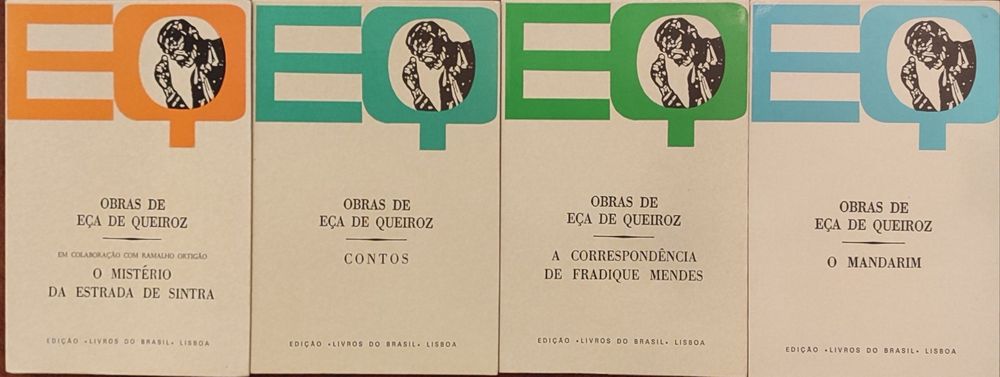 EQ
OBRAS DE
EÇA DE QUEIROZ
EM COLABORAÇÃO COM RAMALHO ORTIGÃO
O MISTÉRIO
DA ESTRADA DE SINTRA
EDIÇÃO «LIVROS DO BRASIL» LISBOA
EQ
OBRAS DE
EÇA DE QUEIROZ
CONTOS
EDIÇÃO «LIVROS DO BRASIL» LISBOA
EQ
OBRAS DE
EÇA DE QUEIROZ
A CORRESPONDÊNCIA
DE FRADIQUE MENDES
EDIÇÃO «LIVROS DO BRASIL» LISBOA
EQ
OBRAS DE
EÇA DE QUEIROZ
O MANDARIM
EDIÇÃO «LIVROS DO BRASIL» LISBOA